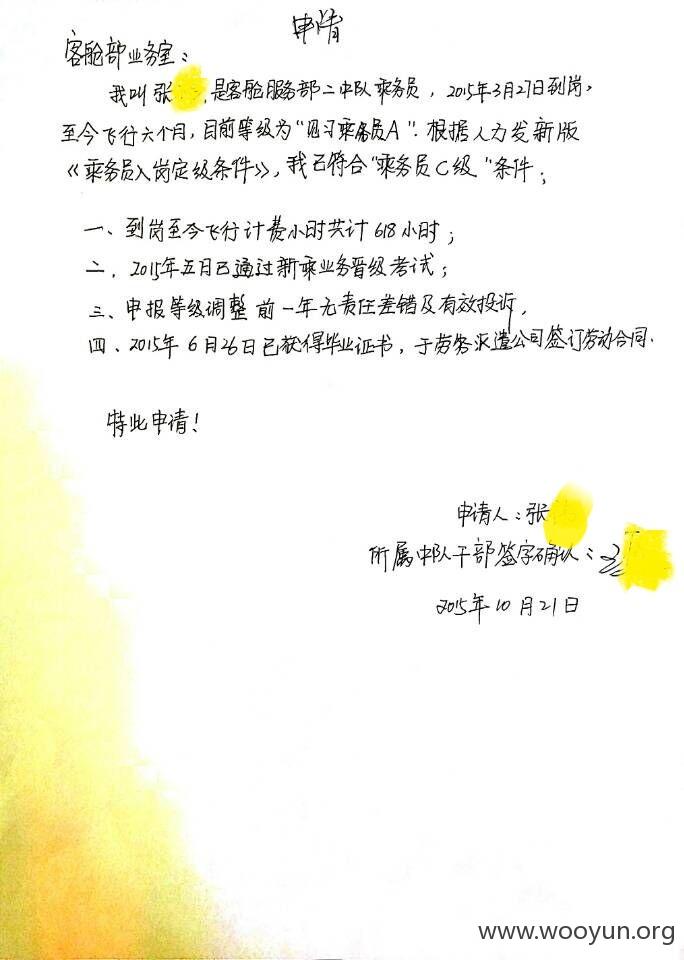 申请
客舱部业务室：
我叫张 ,是客舱服务部二中队乘务员，2015年3月27日到岗，
至今飞行六个月，目前等级为“见习乘务员A”.根据人力发新版
《乘务员入岗定级条件》，我已符合“乘务员C级”条件；
一、到岗至今飞行计费小时共计618小时；
二，2015年五月已通过新乘业务晋级考试；
三、申报等级调整前一年无责任差错及有效投诉，
四、2015年6月26日已获得毕业证书，于劳务派遣公司签订劳动合同.
特此申请！
申请人：张
所属中队干部签字确认：
2015年10月21日
www.wooyun.org